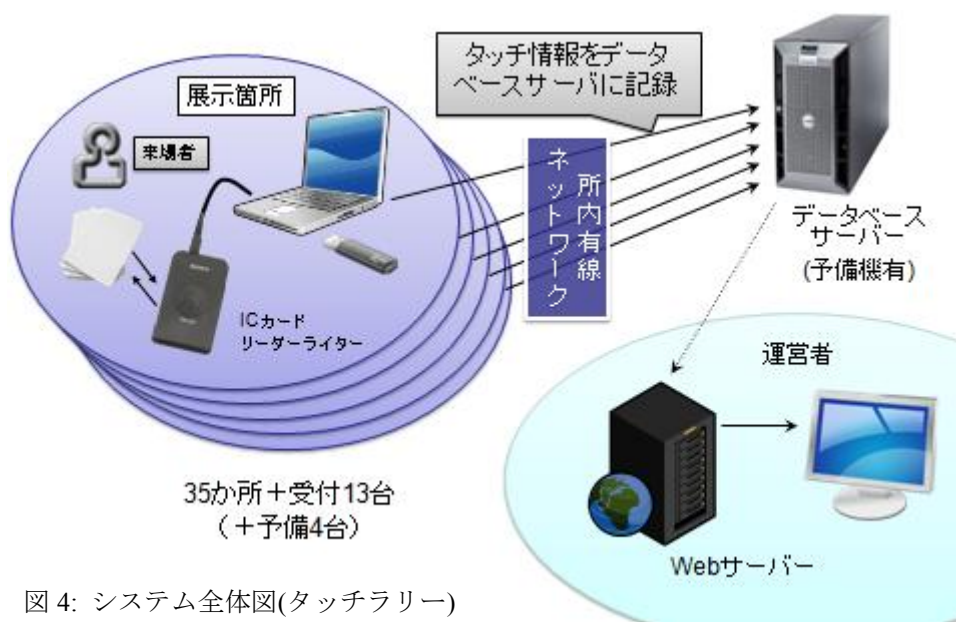 タッチ情報をデータ
ベースサーバに記録
展示箇所
来場者
ICカード
リーダーライター
ネットワーク
所内有線
データベース
サーバー
(予備機有)
運営者
35か所＋受付13台
（＋予備4台）
Webサーバー
図 4: システム全体図(タッチラリー)